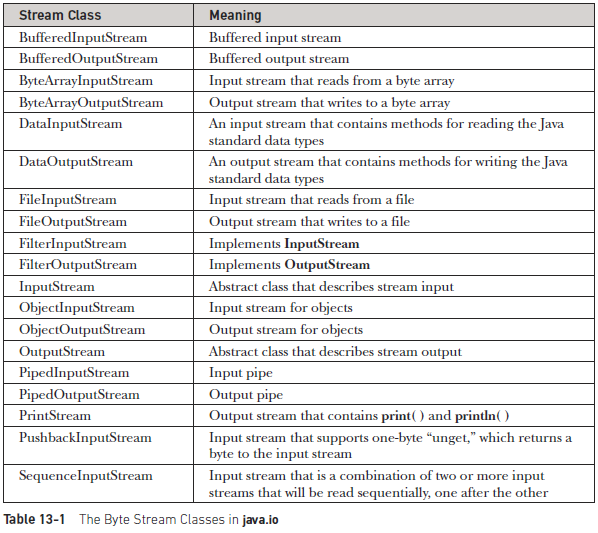 Stream Class Meaning
BufferedInputStream Buffered input stream
BufferedOutputStream Buffered output stream
ByteArrayInputStream Input stream that reads from a byte array
ByteArrayOutputStream Output stream that writes to a byte array
DataInputStream An input stream that contains methods for reading the Java
standard data types
DataOutputStream An output stream that contains methods for writing the Java
standard data types
FileInputStream Input stream that reads from a file
FileOutputStream Output stream that writes to a file
FilterInputStream Implements InputStream
FilterOutputStream Implements OutputStream
InputStream Abstract class that describes stream input
ObjectInputStream Input stream for objects
ObjectOutputStream Output stream for objects
OutputStream Abstract class that describes stream output
PipedInputStream Input pipe
PipedOutputStream Output pipe
PrintStream Output stream that contains print( ) and println( )
PushbackInputStream Input stream that supports one-byte “unget,” which returns a
byte to the input stream
SequenceInputStream Input stream that is a combination of two or more input
streams that will be read sequentially, one after the other
Table 13-1 The Byte Stream Classes in java.io